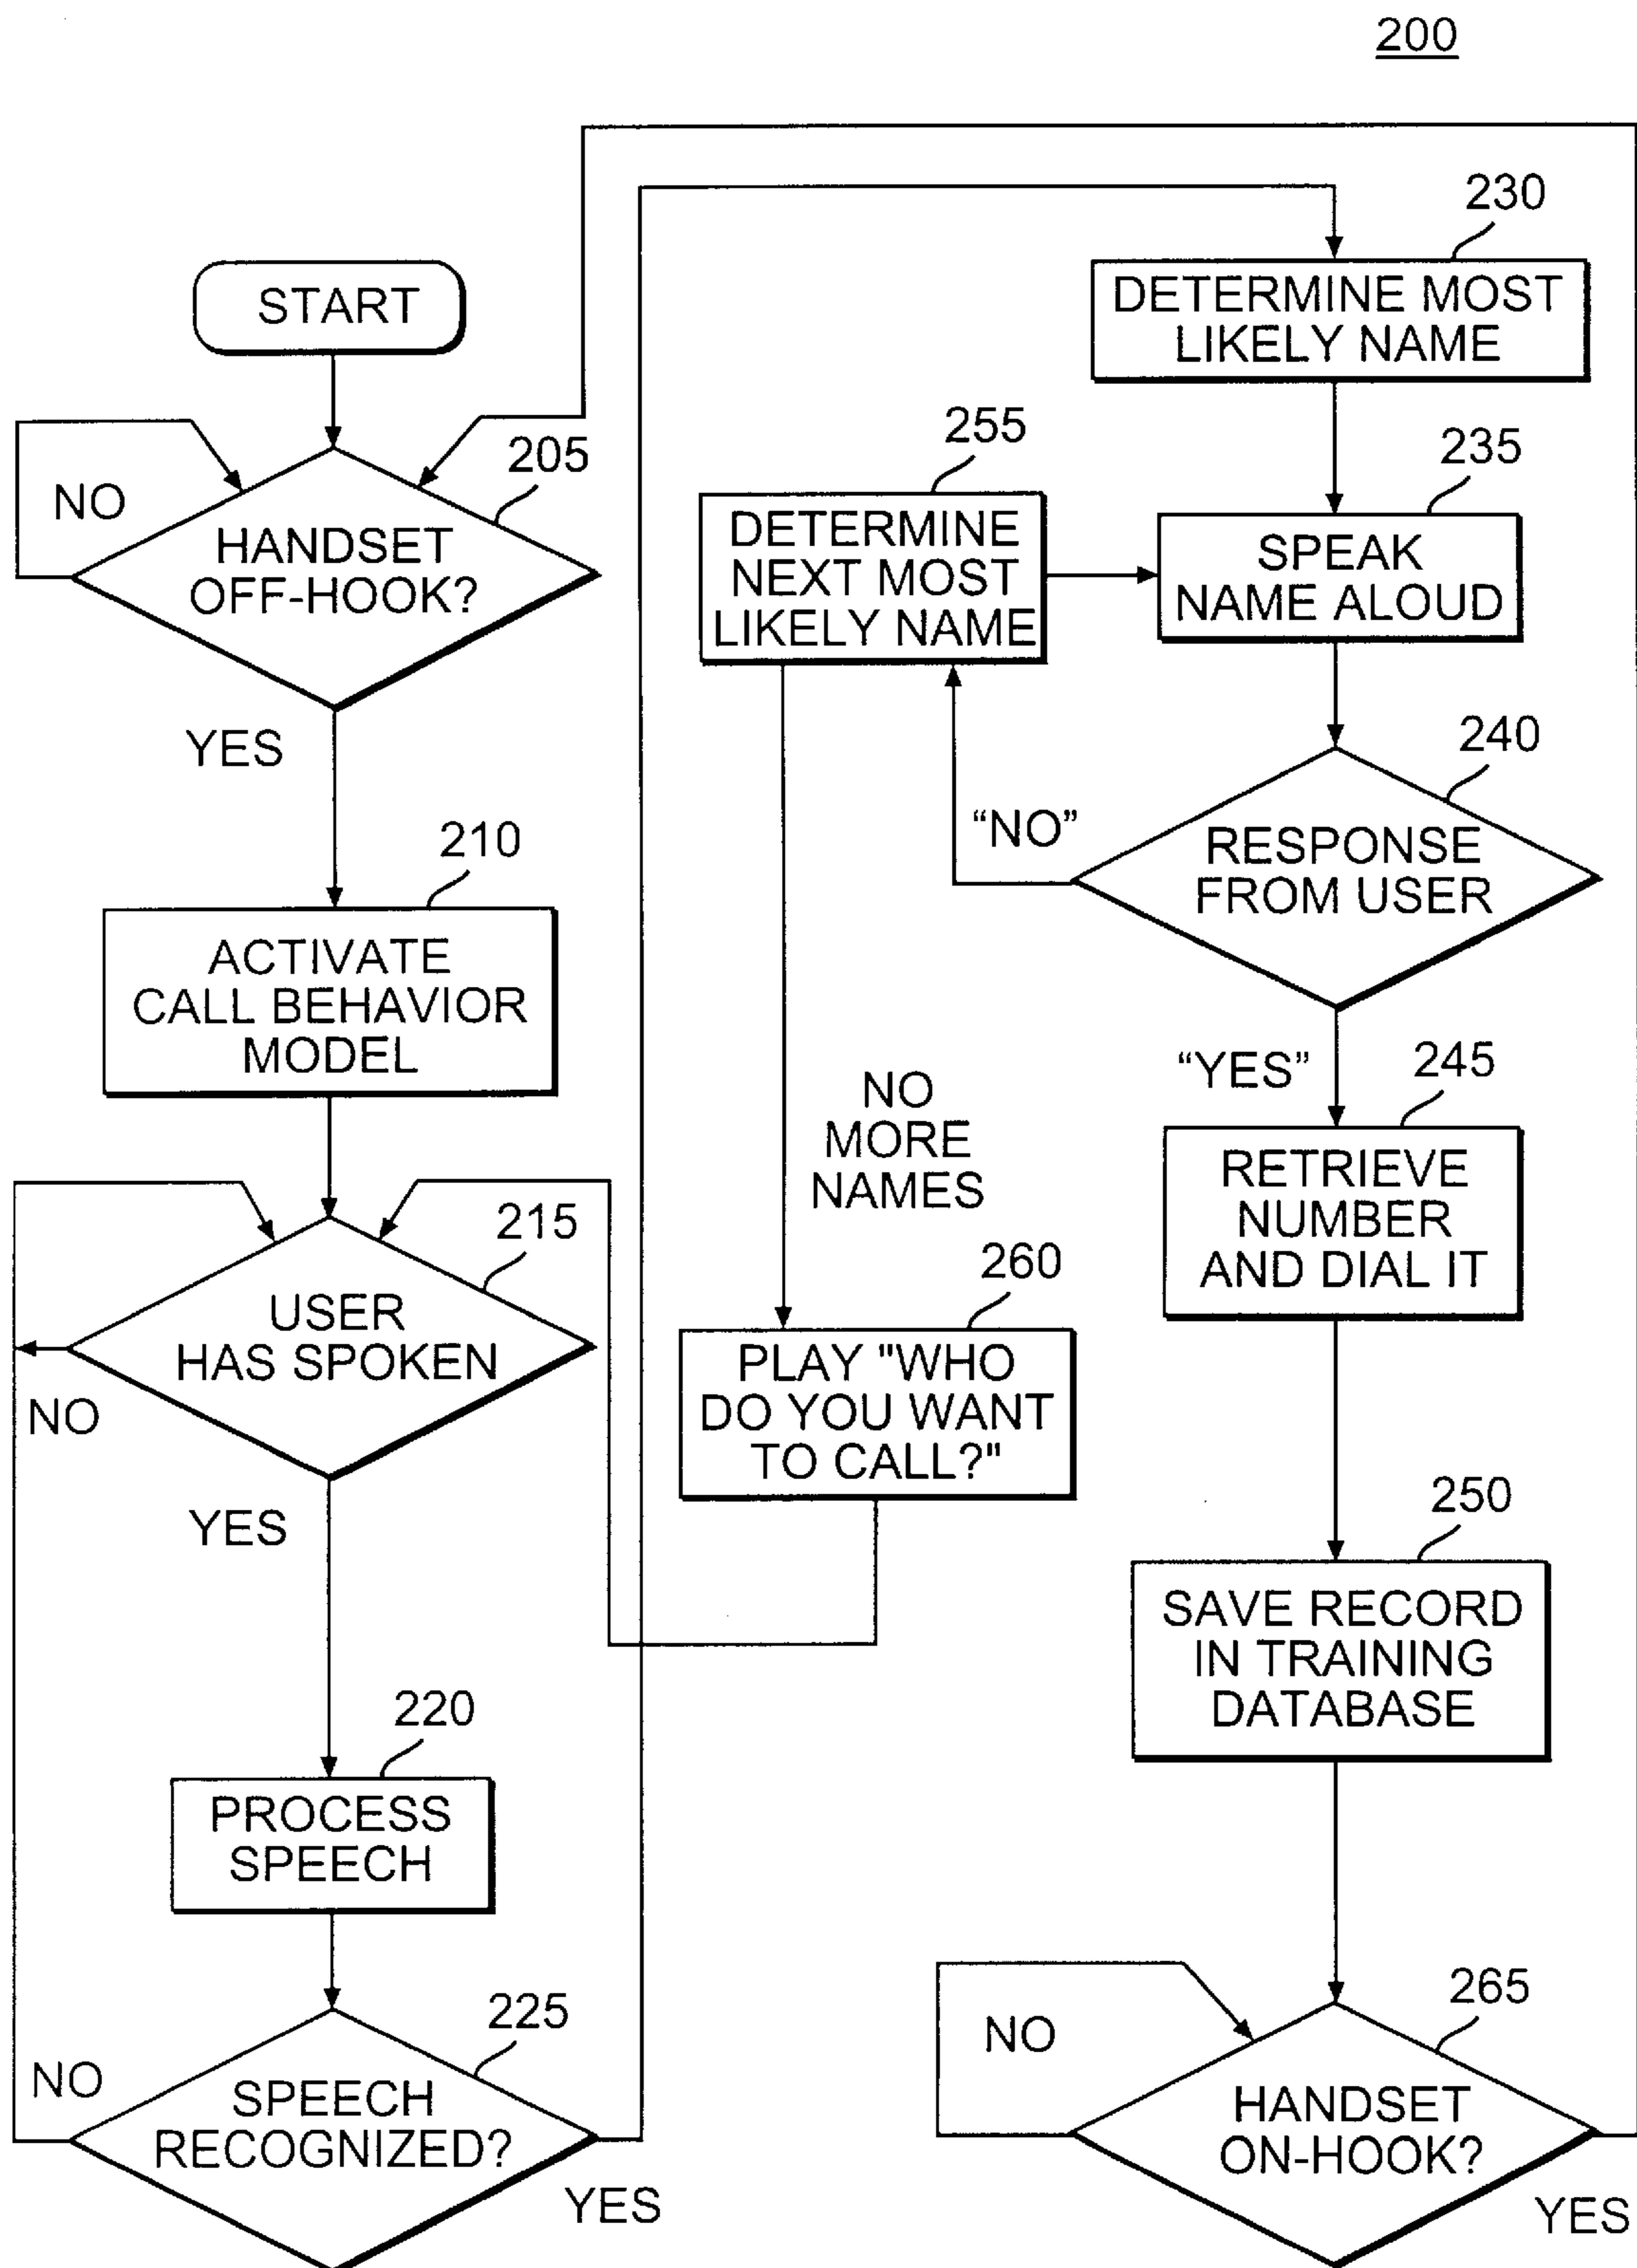 200
START
205
NO
HANDSET
OFF-HOOK?
YES
210
ACTIVATE
CALL BEHAVIOR
MODEL
215
USER
HAS SPOKEN
NO
YES
220
PROCESS
SPEECH
225
NO
SPEECH
RECOGNIZED?
YES
230
DETERMINE MOST
LIKELY NAME
235
SPEAK
NAME ALOUD
255
DETERMINE
NEXT MOST
LIKELY NAME
240
“NO”
RESPONSE
FROM USER
“YES”
245
RETRIEVE
NUMBER
AND DIAL IT
NO
MORE
NAMES
260
PLAY "WHO
DO YOU WANT
TO CALL?"
250
SAVE RECORD
IN TRAINING
DATABASE
265
NO
HANDSET
ON-HOOK?
YES